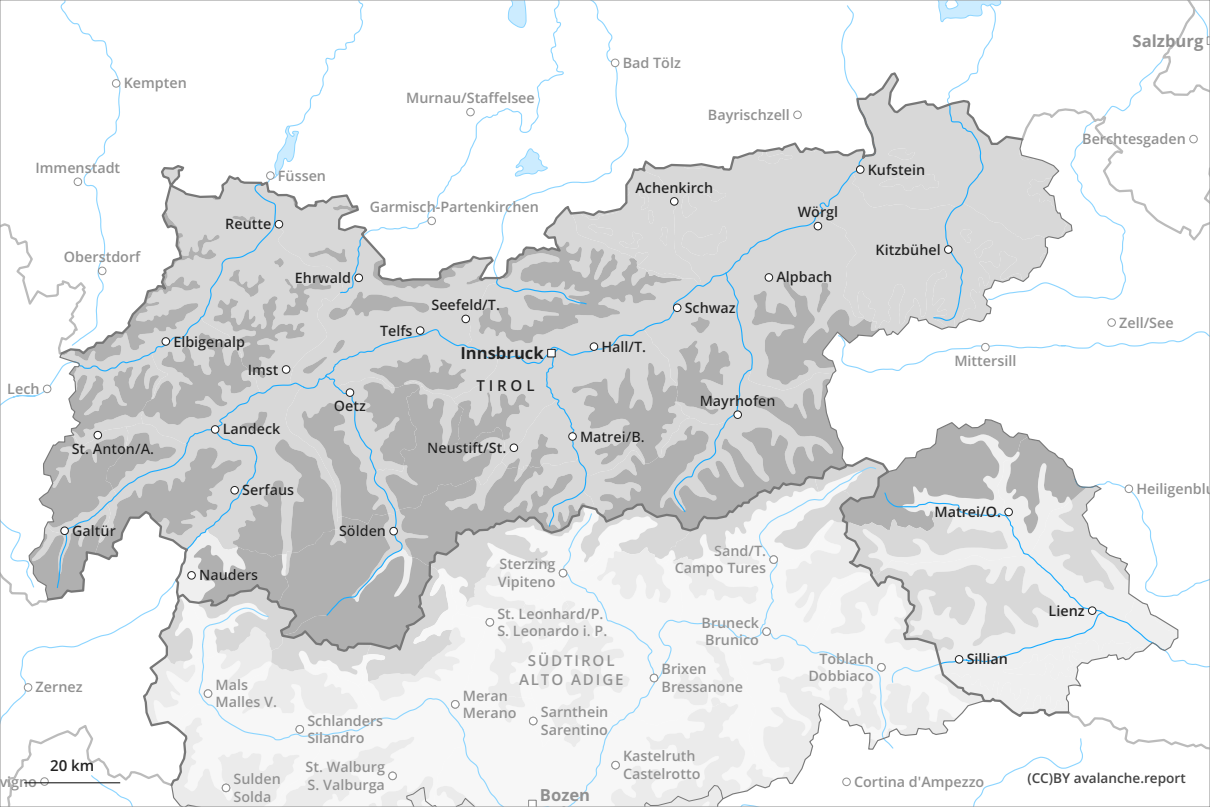 Salzburg
Bad Tölz
Kempten
Murnau/Staffelsee
Bayrischzell
Berchtesgaden
Immenstadt
Füssen
Kufstein
Achenkirch
Garmisch-Partenkirchen
Wörgl
Reutte
Kitzbühel
Oberstdorf
Ehrwald
Alpbach
Seefeld/T.
Schwaz
Zell/See
Telfs
Elbigenalp
Innsbruck
Hall/T.
Mittersill
Imst
TIROL
Lech
Oetz
Mayrhofen
Landeck
Matrei/B.
St. Anton/A.
Neustift/St.
Serfaus
Heiligenblu
Matrei/O.
Galtür
Sölden
Sand/T.
Campo Tures
Sterzing
Vipiteno
Nauders
Lienz
St. Leonhard/P.
S. Leonardo i. P.
Bruneck
Brunico
SÜDTIROL
ALTO ADIGE
Toblach
Dobbiaco
Sillian
Brixen
Bressanone
Zernez
Mals
Malles V.
Meran
Merano
Sarnthein
Sarentino
Schlanders
Silandro
Kastelruth
Castelrotto
20 km
St. Walburg
S. Valburga
vigno
Sulden
Solda
Cortina d'Ampezzo
(CC)BY avalanche.report
Bozen